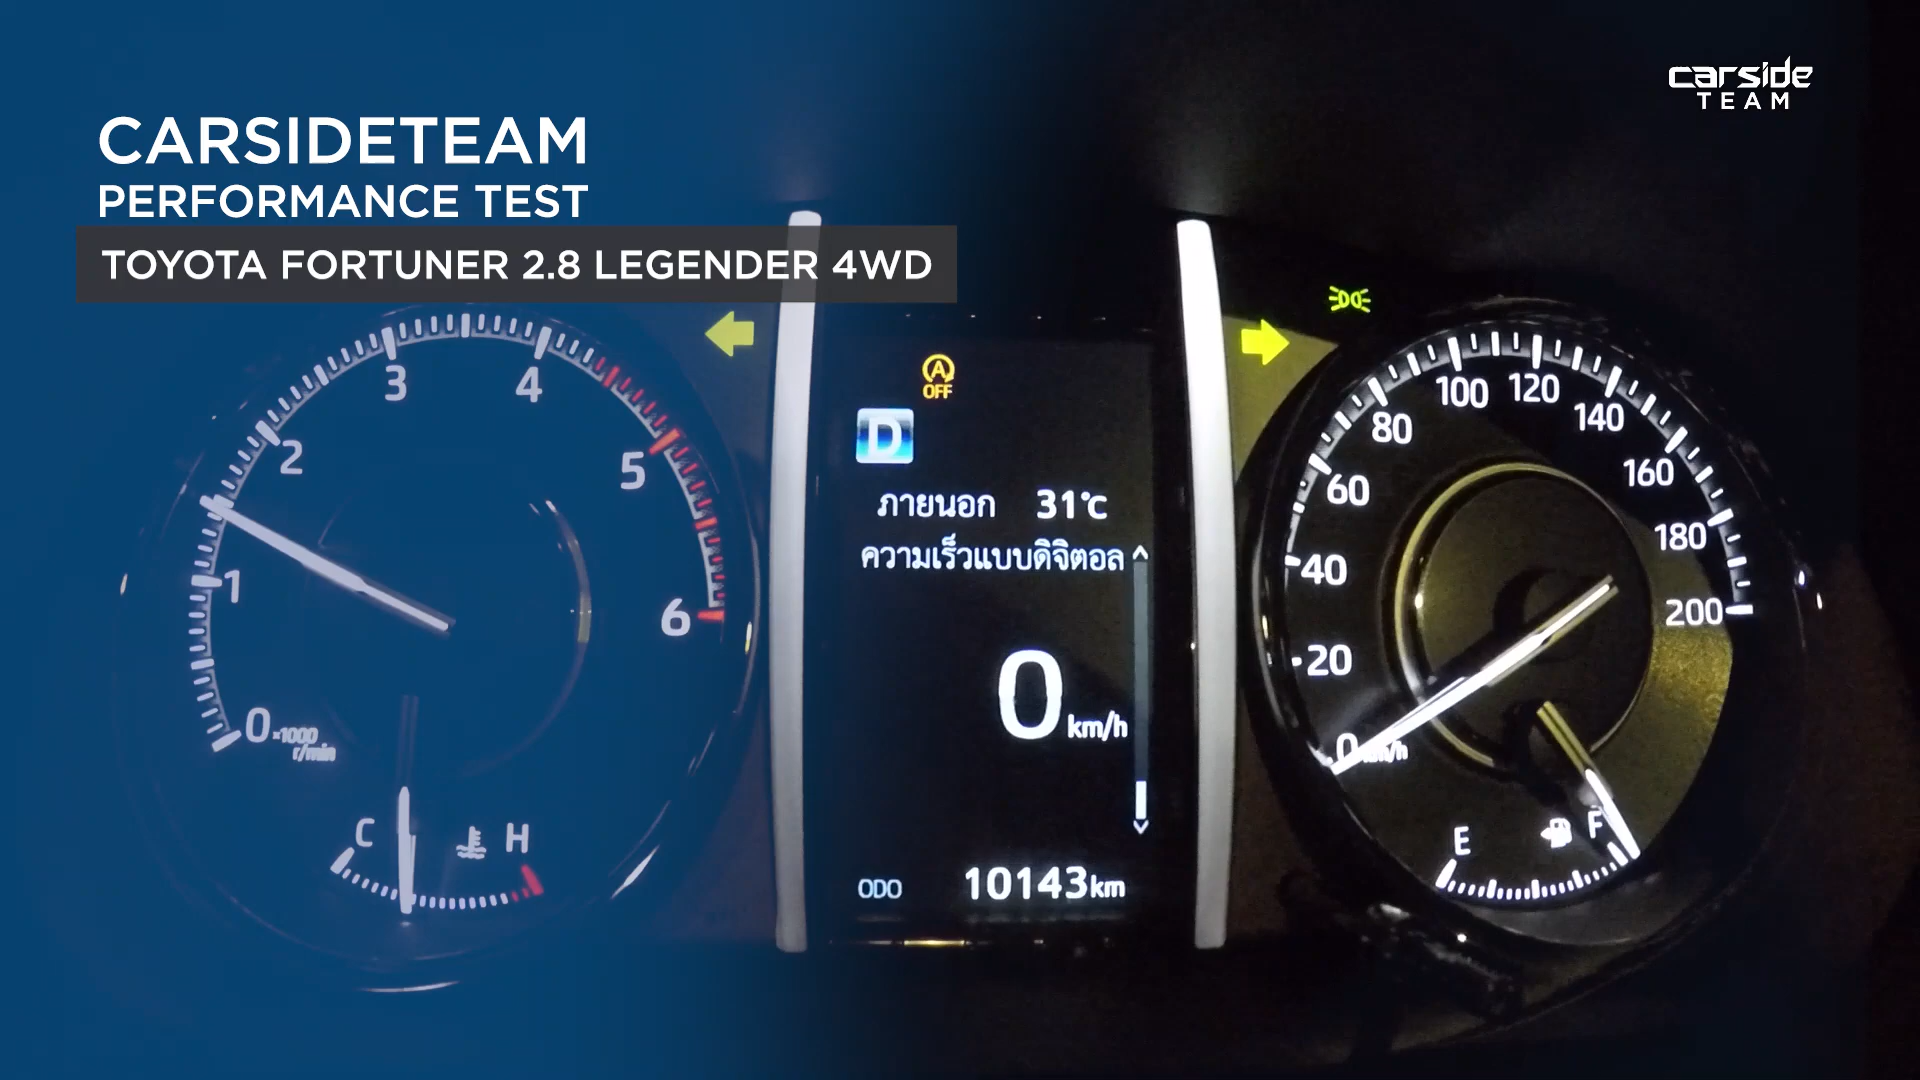 carside
TEAM
CARSIDETEAM
PERFORMANCE TEST
TOYOTA FORTUNER 2.8 LEGENDER 4WD
0
1
2
3
4
5
6
×1000
r/min
C
H
A
OFF
D
ภายนอก 31°C
ความเร็วแบบดิจิตอล
0 km/h
ODO 10143 km
0
20
40
60
80
100
120
140
160
180
200
km/h
E
F